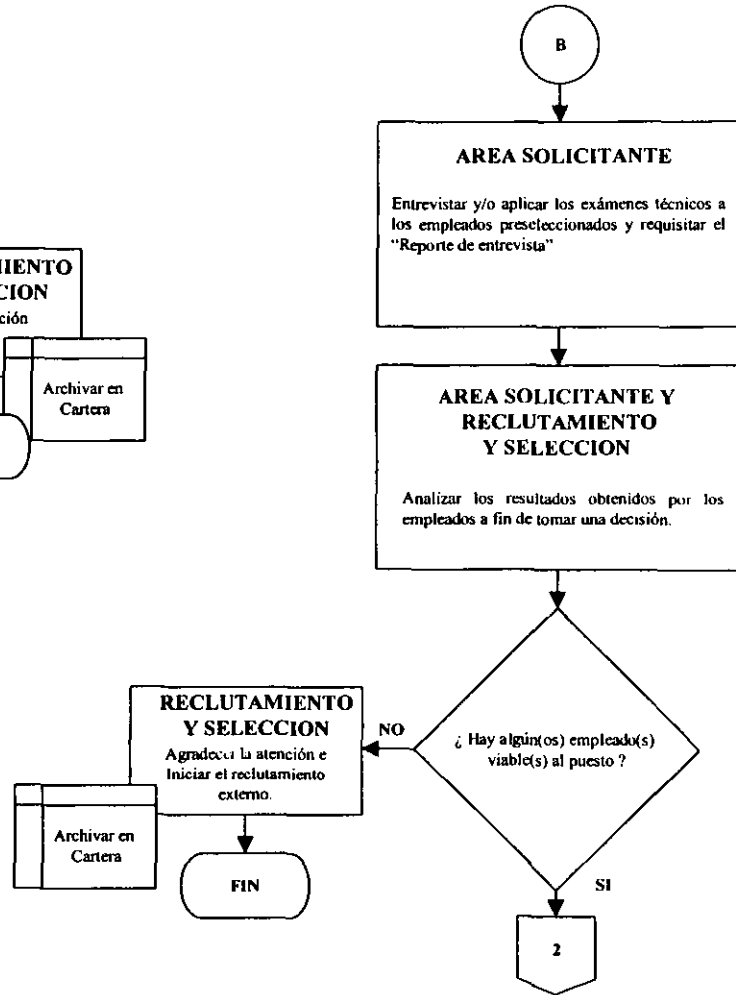 B
AREA SOLICITANTE
Entrevistar y/o aplicar los exámenes técnicos a
los empleados preseleccionados y requisitar el
"Reporte de entrevista"
Archivar en
Cartera
AREA SOLICITANTE Y
RECLUTAMIENTO
Y SELECCION
Analizar los resultados obtenidos por los
empleados a fin de tomar una decisión.
¿ Hay algún(os) empleado(s)
viable(s) al puesto ?
NO
RECLUTAMIENTO
Y SELECCION
Agradecer la atención e
Iniciar el reclutamiento
externo.
Archivar en
Cartera
FIN
SI
2